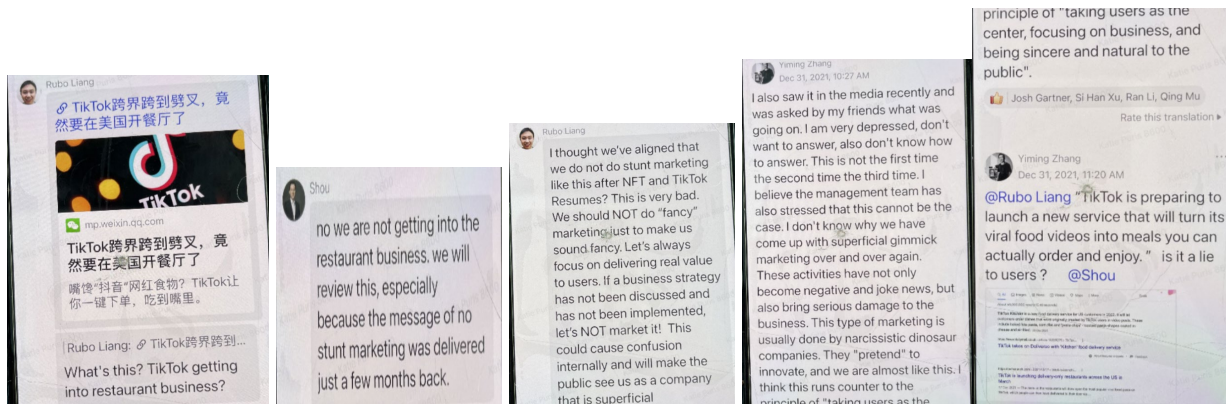 Rubo Liang
TikTok跨界跨到劈叉，竟
然要在美国开餐厅了
TikTok
mp.weixin.qq.com
TikTok跨界跨到劈叉，竟
然要在美国开餐厅了
嘴馋“抖音”网红食物？TikTok让
你一键下单，吃到嘴里。
Rubo Liang: TikTok跨界跨到...
What's this? TikTok getting
into restaurant business?
Shou
no we are not getting into the
restaurant business. we will
review this, especially
because the message of no
stunt marketing was delivered
just a few months back.
Rubo Liang
I thought we've aligned that
we do not do stunt marketing
like this after NFT and TikTok
Resumes? This is very bad.
We should NOT do “fancy”
marketing just to make us
sound fancy. Let's always
focus on delivering real value
to users. If a business strategy
has not been discussed and
has not been implemented,
let's NOT market it! This
could cause confusion
internally and will make the
public see us as a company
that is superficial
Yiming Zhang
Dec 31, 2021, 10:27 AM
I also saw it in the media recently and
was asked by my friends what was
going on. I am very depressed, don't
want to answer, also don't know how
to answer. This is not the first time
the second time the third time. I
believe the management team has
also stressed that this cannot be the
case. I don't know why we have
come up with superficial gimmick
marketing over and over again.
These activities have not only
become negative and joke news, but
also bring serious damage to the
business. This type of marketing is
usually done by narcissistic dinosaur
companies. They "pretend" to
innovate, and we are almost like this. I
think this runs counter to the
principle of "taking users as the
principle of "taking users as the
center, focusing on business, and
being sincere and natural to the
public".
Josh Gartner, Si Han Xu, Ran Li, Qing Mu
Rate this translation
Yiming Zhang
Dec 31, 2021, 11:20 AM
@Rubo Liang “TikTok is preparing to
launch a new service that will turn its
viral food videos into meals you can
actually order and enjoy. ” is it a lie
to users ? @Shou